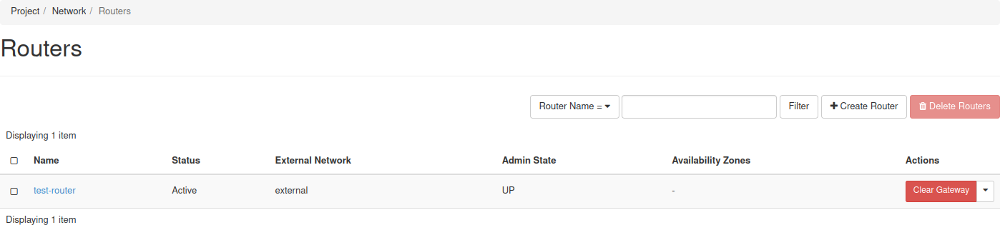 Project / Network / Routers
Routers
Router Name = Filter Create Router Delete Routers
Displaying 1 item
Name Status External Network Admin State Availability Zones Actions
test-router Active external UP - Clear Gateway
Displaying 1 item